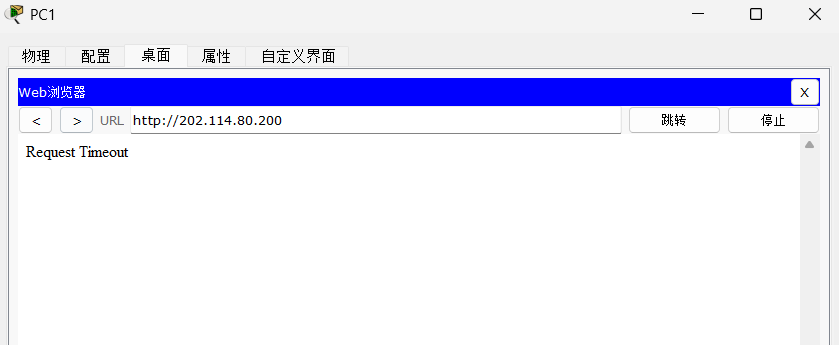 PC1
物理 配置 桌面 属性 自定义界面
Web浏览器 X
< > URL http://202.114.80.200 跳转 停止
Request Timeout